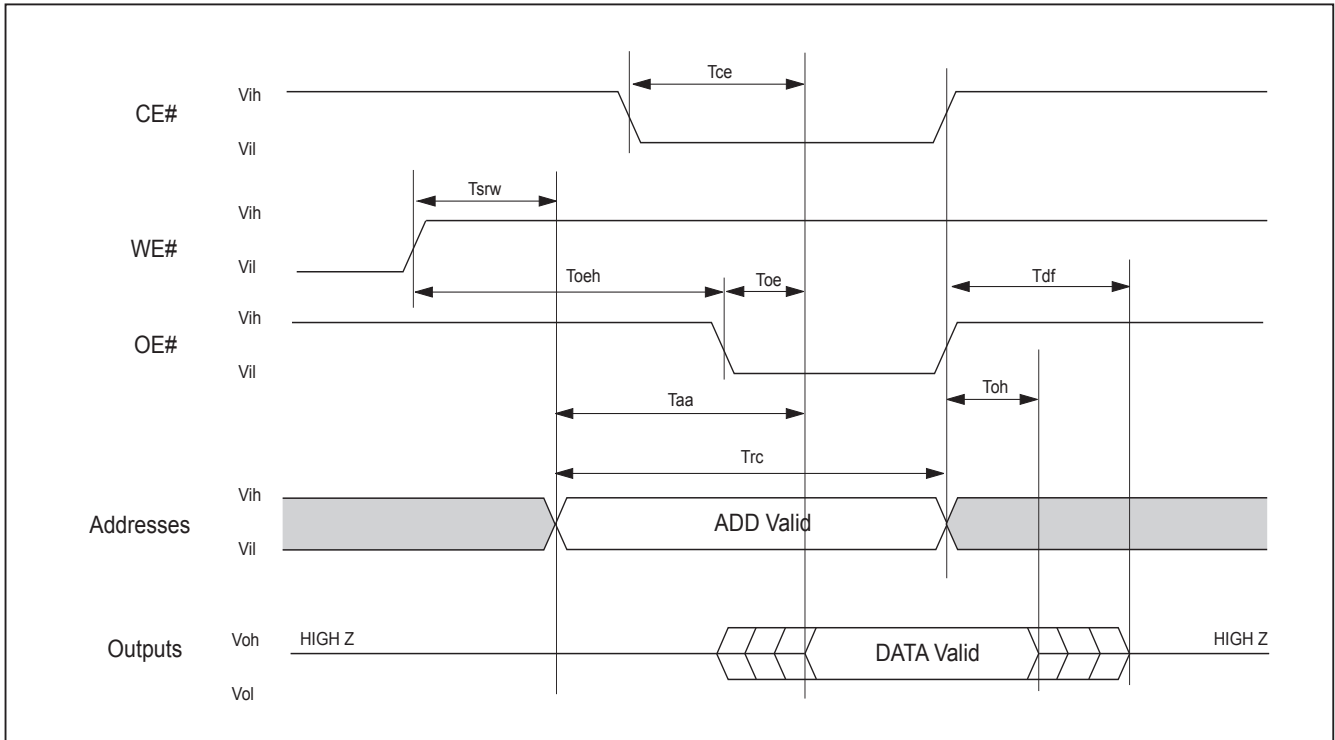 Tce
CE#
Vih
Vil
Tsrw
WE#
Vih
Vil
Toeh
Toe
Tdf
OE#
Vih
Vil
Taa
Toh
Trc
Addresses
Vih
Vil
ADD Valid
Outputs
Voh
HIGH Z
DATA Valid
HIGH Z
Vol